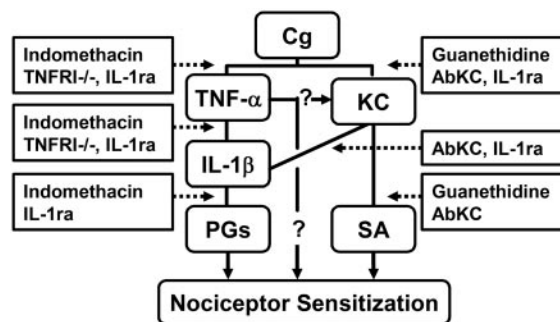 Cg
Indomethacin
TNFRI-/-, IL-1ra
Guanethidine
AbKC, IL-1ra
TNF-α
?
KC
Indomethacin
TNFRI-/-, IL-1ra
IL-1β
AbKC, IL-1ra
Indomethacin
IL-1ra
Guanethidine
AbKC
PGs
?
SA
Nociceptor Sensitization